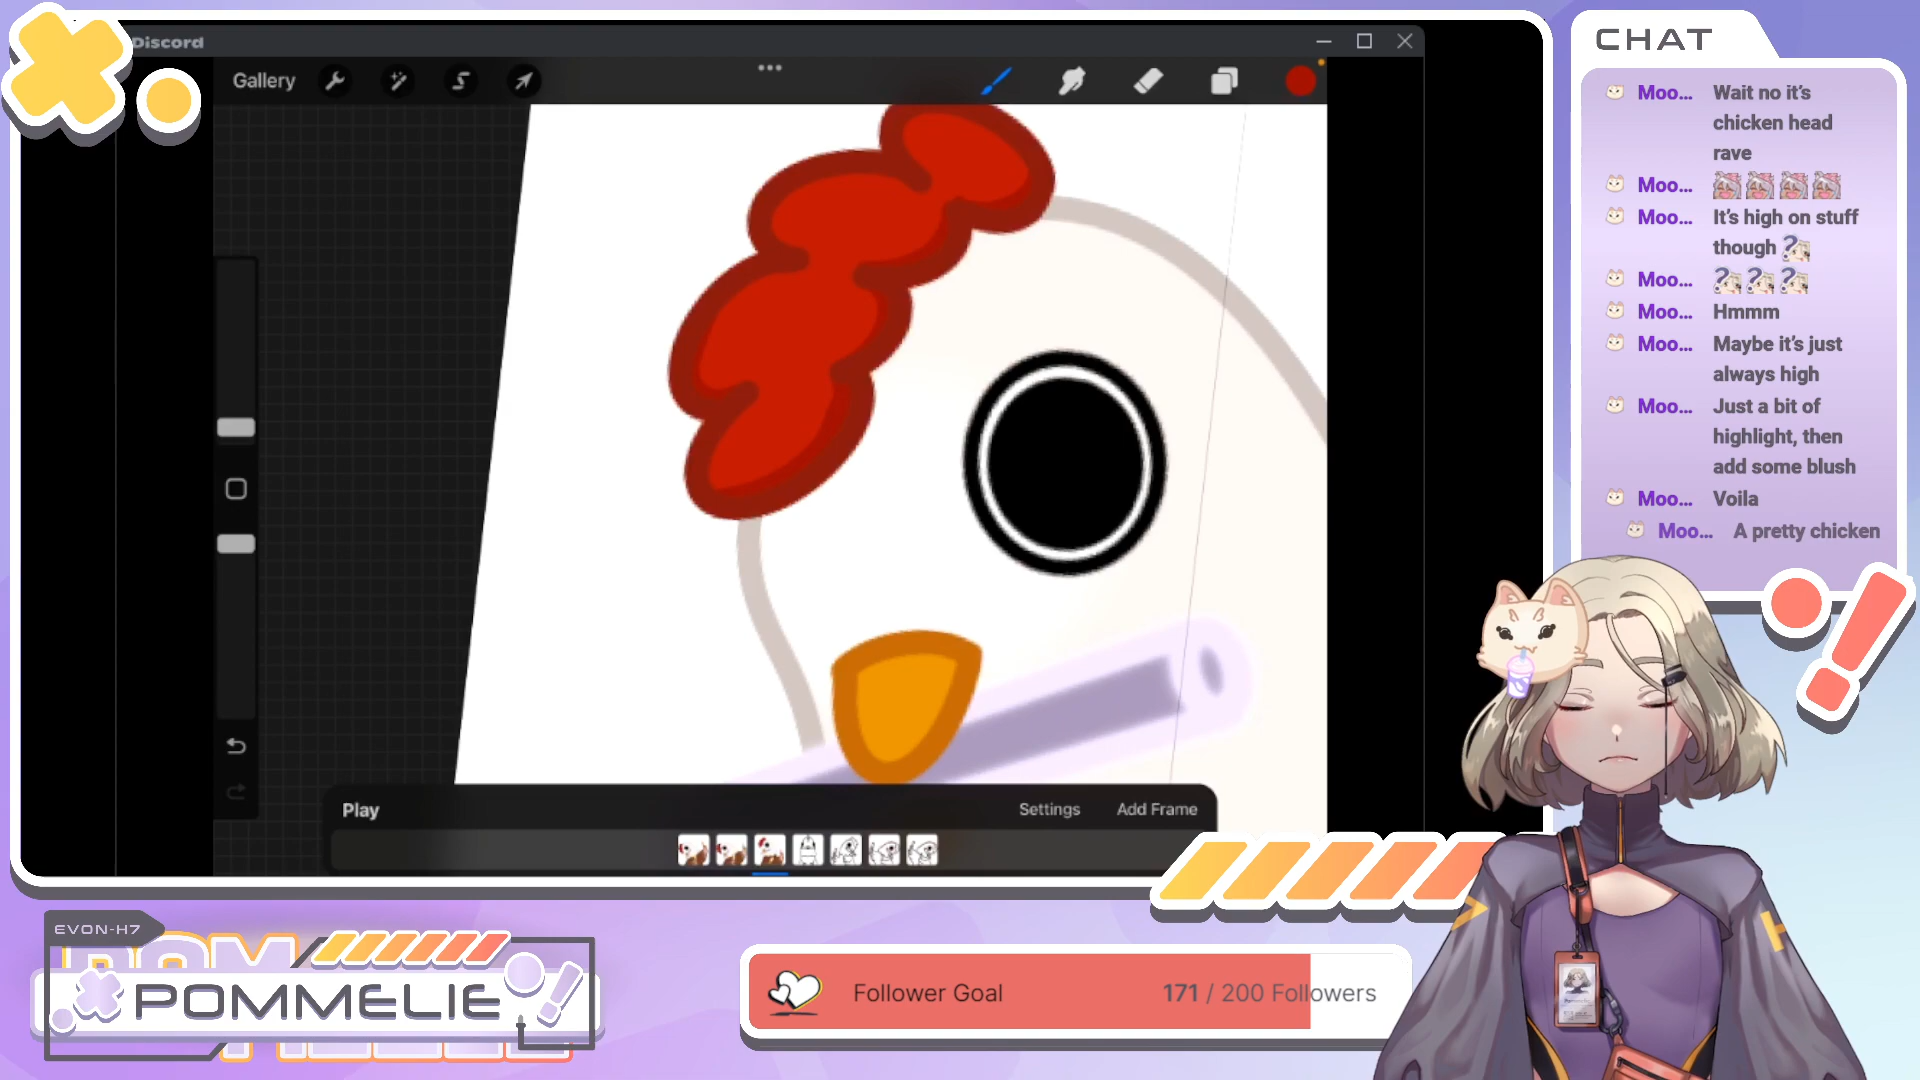 Discord
Gallery
Play
Settings
Add Frame
CHAT
Moo... Wait no it's
chicken head
rave
Moo...
Moo... It's high on stuff
though
Moo...
Moo... Hmmm
Moo... Maybe it's just
always high
Moo... Just a bit of
highlight, then
add some blush
Moo... Voila
Moo... A pretty chicken
EVON-H7
POMMELIE
Follower Goal
171 / 200 Followers